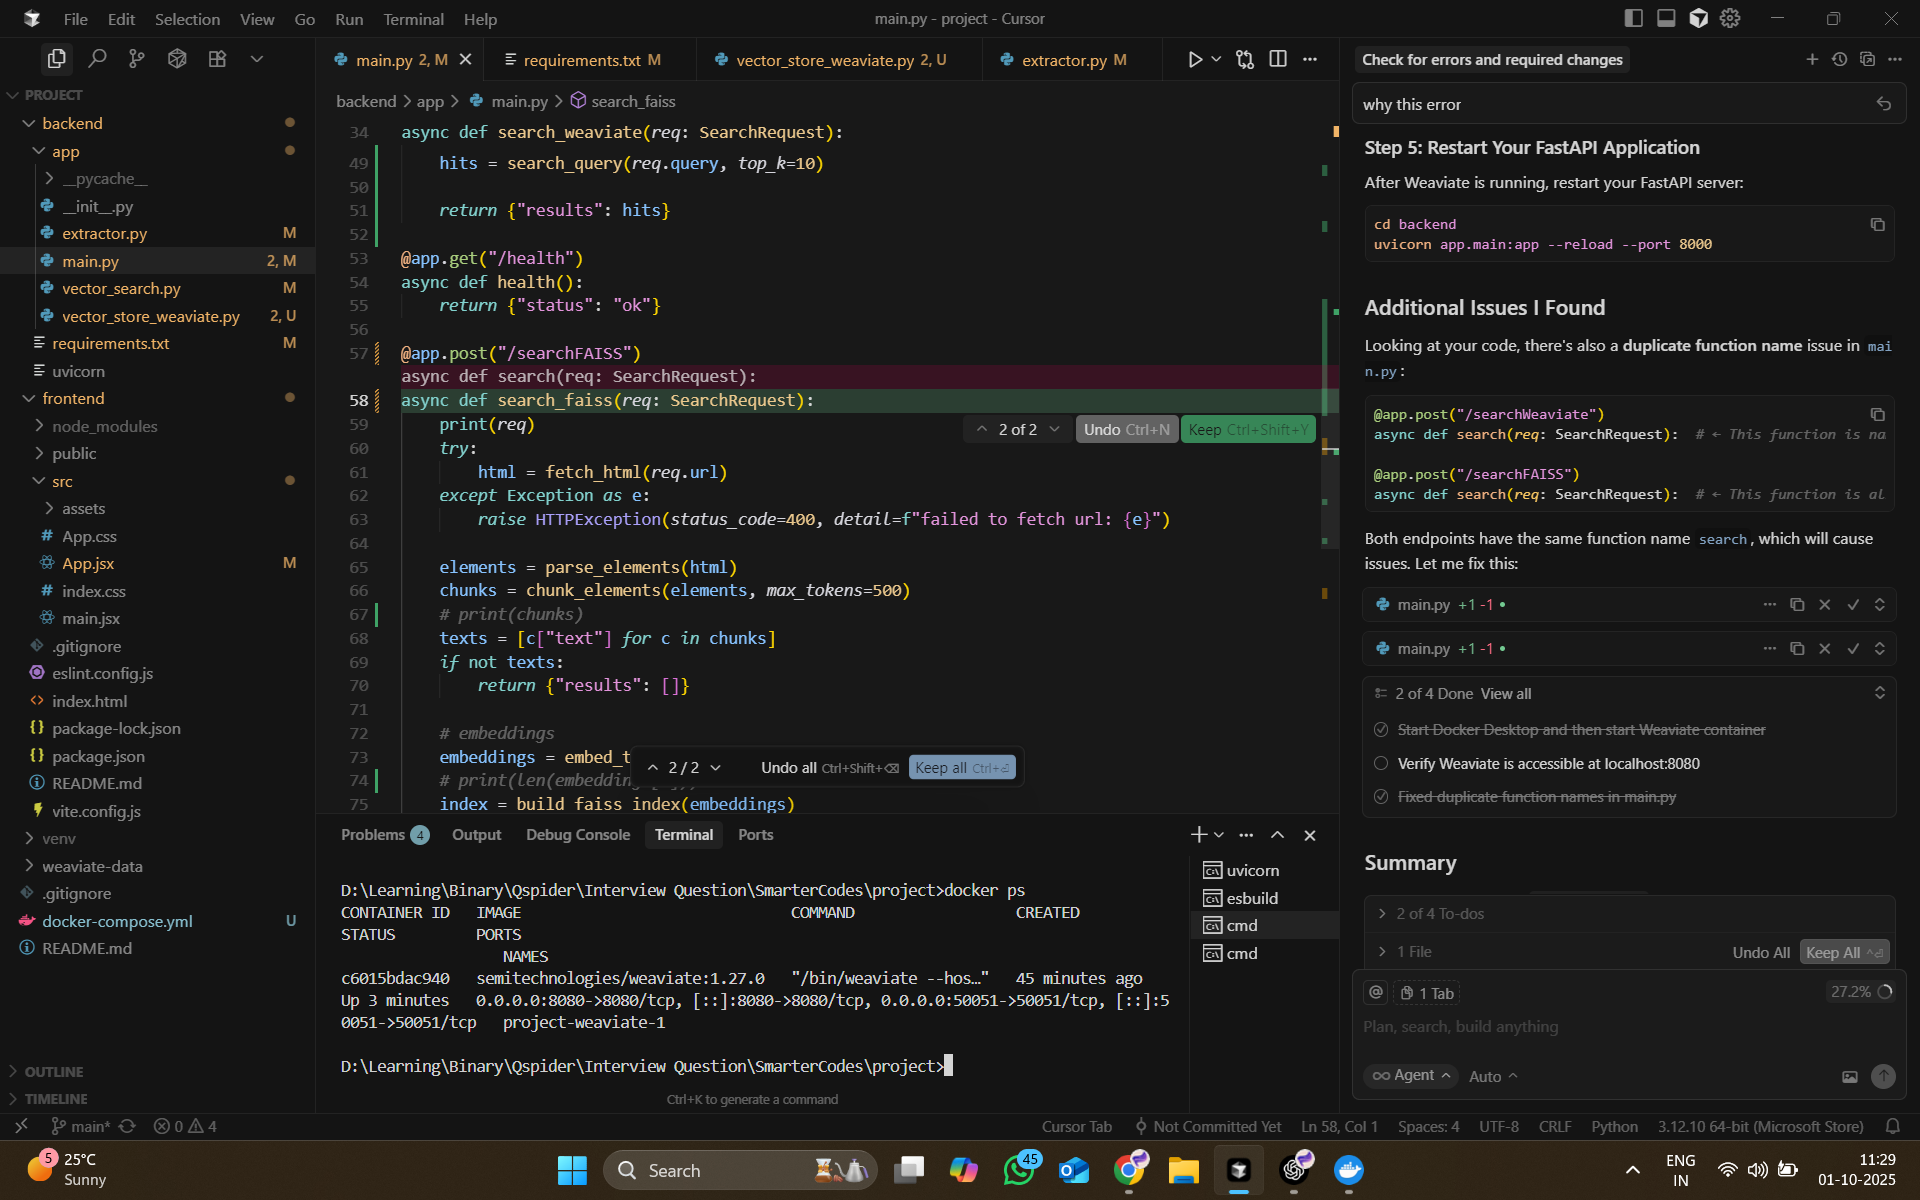 File Edit Selection View Go Run Terminal Help
main.py - project - Cursor
PROJECT
backend
app
__pycache__
__init__.py
extractor.py M
main.py 2, M
vector_search.py M
vector_store_weaviate.py 2, U
requirements.txt M
uvicorn
frontend
node_modules
public
src
assets
App.css
App.jsx M
index.css
main.jsx
.gitignore
eslint.config.js
index.html
package-lock.json
package.json
README.md
vite.config.js
venv
weaviate-data
.gitignore
docker-compose.yml U
README.md
OUTLINE
TIMELINE
main.py 2, M
requirements.txt M
vector_store_weaviate.py 2, U
extractor.py M
backend > app > main.py > search_faiss
34 async def search_weaviate(req: SearchRequest):
49 hits = search_query(req.query, top_k=10)
50
51 return {"results": hits}
52
53 @app.get("/health")
54 async def health():
55 return {"status": "ok"}
56
57 @app.post("/searchFAISS")
async def search(req: SearchRequest):
58 async def search_faiss(req: SearchRequest):
59 print(req)
2 of 2 Undo Ctrl+N Keep Ctrl+Shift+Y
60 try:
61 html = fetch_html(req.url)
62 except Exception as e:
63 raise HTTPException(status_code=400, detail=f"failed to fetch url: {e}")
64
65 elements = parse_elements(html)
66 chunks = chunk_elements(elements, max_tokens=500)
67 # print(chunks)
68 texts = [c["text"] for c in chunks]
69 if not texts:
70 return {"results": []}
71
72 # embeddings
73 embeddings = embed_t
2 / 2 Undo all Ctrl+Shift+⌫ Keep all Ctrl+⏎
74 # print(len(embeddin
75 index = build_faiss_index(embeddings)
Problems 4 Output Debug Console Terminal Ports
D:\Learning\Binary\Qspider\Interview Question\SmarterCodes\project>docker ps
CONTAINER ID IMAGE COMMAND CREATED
STATUS PORTS
NAMES
c6015bdac940 semitechnologies/weaviate:1.27.0 "/bin/weaviate --hos…" 45 minutes ago
Up 3 minutes 0.0.0.0:8080->8080/tcp, [::]:8080->8080/tcp, 0.0.0.0:50051->50051/tcp, [::]:5
0051->50051/tcp project-weaviate-1
D:\Learning\Binary\Qspider\Interview Question\SmarterCodes\project>
Ctrl+K to generate a command
uvicorn
esbuild
cmd
cmd
Check for errors and required changes
why this error
Step 5: Restart Your FastAPI Application
After Weaviate is running, restart your FastAPI server:
cd backend
uvicorn app.main:app --reload --port 8000
Additional Issues I Found
Looking at your code, there's also a duplicate function name issue in mai
n.py:
@app.post("/searchWeaviate")
async def search(req: SearchRequest): # ← This function is na
@app.post("/searchFAISS")
async def search(req: SearchRequest): # ← This function is al
Both endpoints have the same function name search, which will cause
issues. Let me fix this:
main.py +1 -1
main.py +1 -1
2 of 4 Done View all
Start Docker Desktop and then start Weaviate container
Verify Weaviate is accessible at localhost:8080
Fixed duplicate function names in main.py
Summary
2 of 4 To-dos
1 File Undo All Keep All
@ 1 Tab 27.2%
Plan, search, build anything
Agent Auto
main* 0 4
Cursor Tab Not Committed Yet Ln 58, Col 1 Spaces: 4 UTF-8 CRLF Python 3.12.10 64-bit (Microsoft Store)
5 25°C
Sunny
Search
45
ENG
IN
11:29
01-10-2025